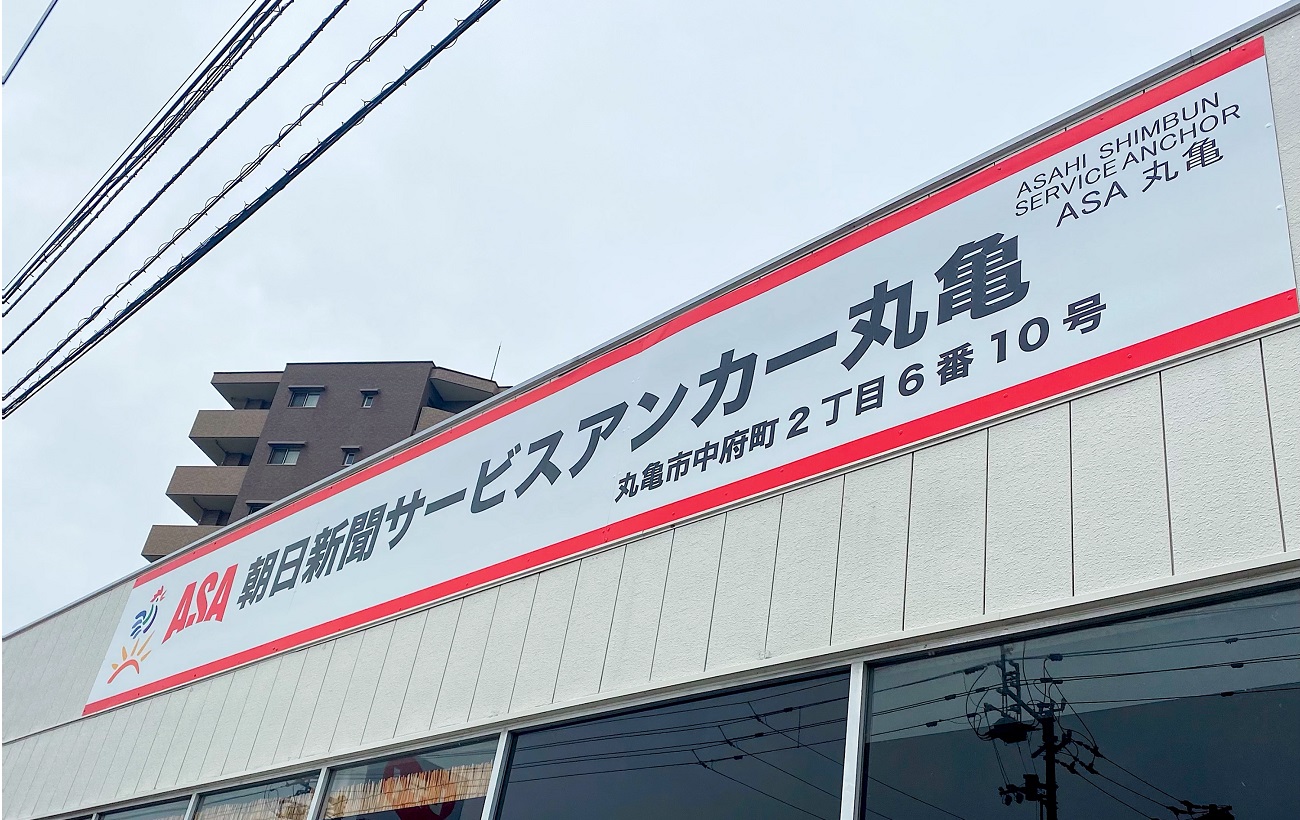 ASA 朝日新聞サービスアンカー丸亀
丸亀市中府町2丁目6番10号
ASAHI SHIMBUN
SERVICE ANCHOR
ASA 丸亀